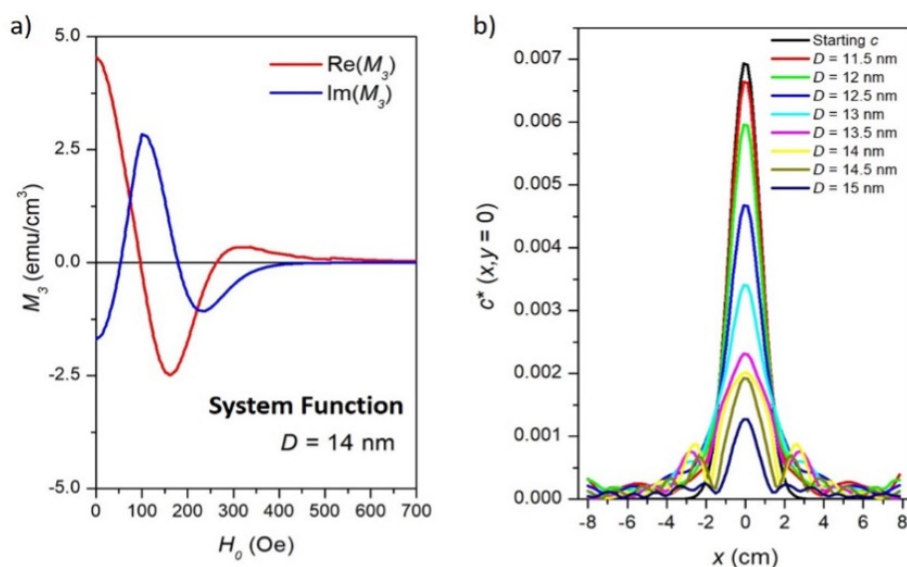 a)
M₃ (emu/cm³)
5.0
2.5
0.0
-2.5
-5.0
Re(M₃)
Im(M₃)
System Function
D = 14 nm
0 100 200 300 400 500 600 700
H₀ (Oe)
b)
c* (x,y = 0)
0.007
0.006
0.005
0.004
0.003
0.002
0.001
0.000
Starting c
D = 11.5 nm
D = 12 nm
D = 12.5 nm
D = 13 nm
D = 13.5 nm
D = 14 nm
D = 14.5 nm
D = 15 nm
-8 -6 -4 -2 0 2 4 6 8
x (cm)